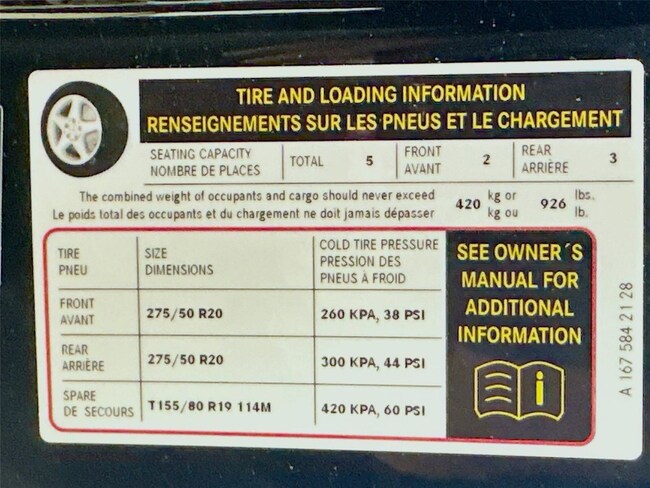 TIRE AND LOADING INFORMATION
RENSEIGNEMENTS SUR LES PNEUS ET LE CHARGEMENT
SEATING CAPACITY TOTAL 5 FRONT 2 REAR 3
NOMBRE DE PLACES AVANT ARRIÈRE
The combined weight of occupants and cargo should never exceed 420 kg or 926 lbs.
Le poids total des occupants et du chargement ne doit jamais dépasser kg ou lb.
TIRE
PNEU
SIZE
DIMENSIONS
COLD TIRE PRESSURE
PRESSION DES
PNEUS À FROID
FRONT
AVANT
275/50 R20
260 KPA, 38 PSI
REAR
ARRIÈRE
275/50 R20
300 KPA, 44 PSI
SPARE
DE SECOURS
T155/80 R19 114M
420 KPA, 60 PSI
SEE OWNER´S
MANUAL FOR
ADDITIONAL
INFORMATION
i
A 167 584 21 28